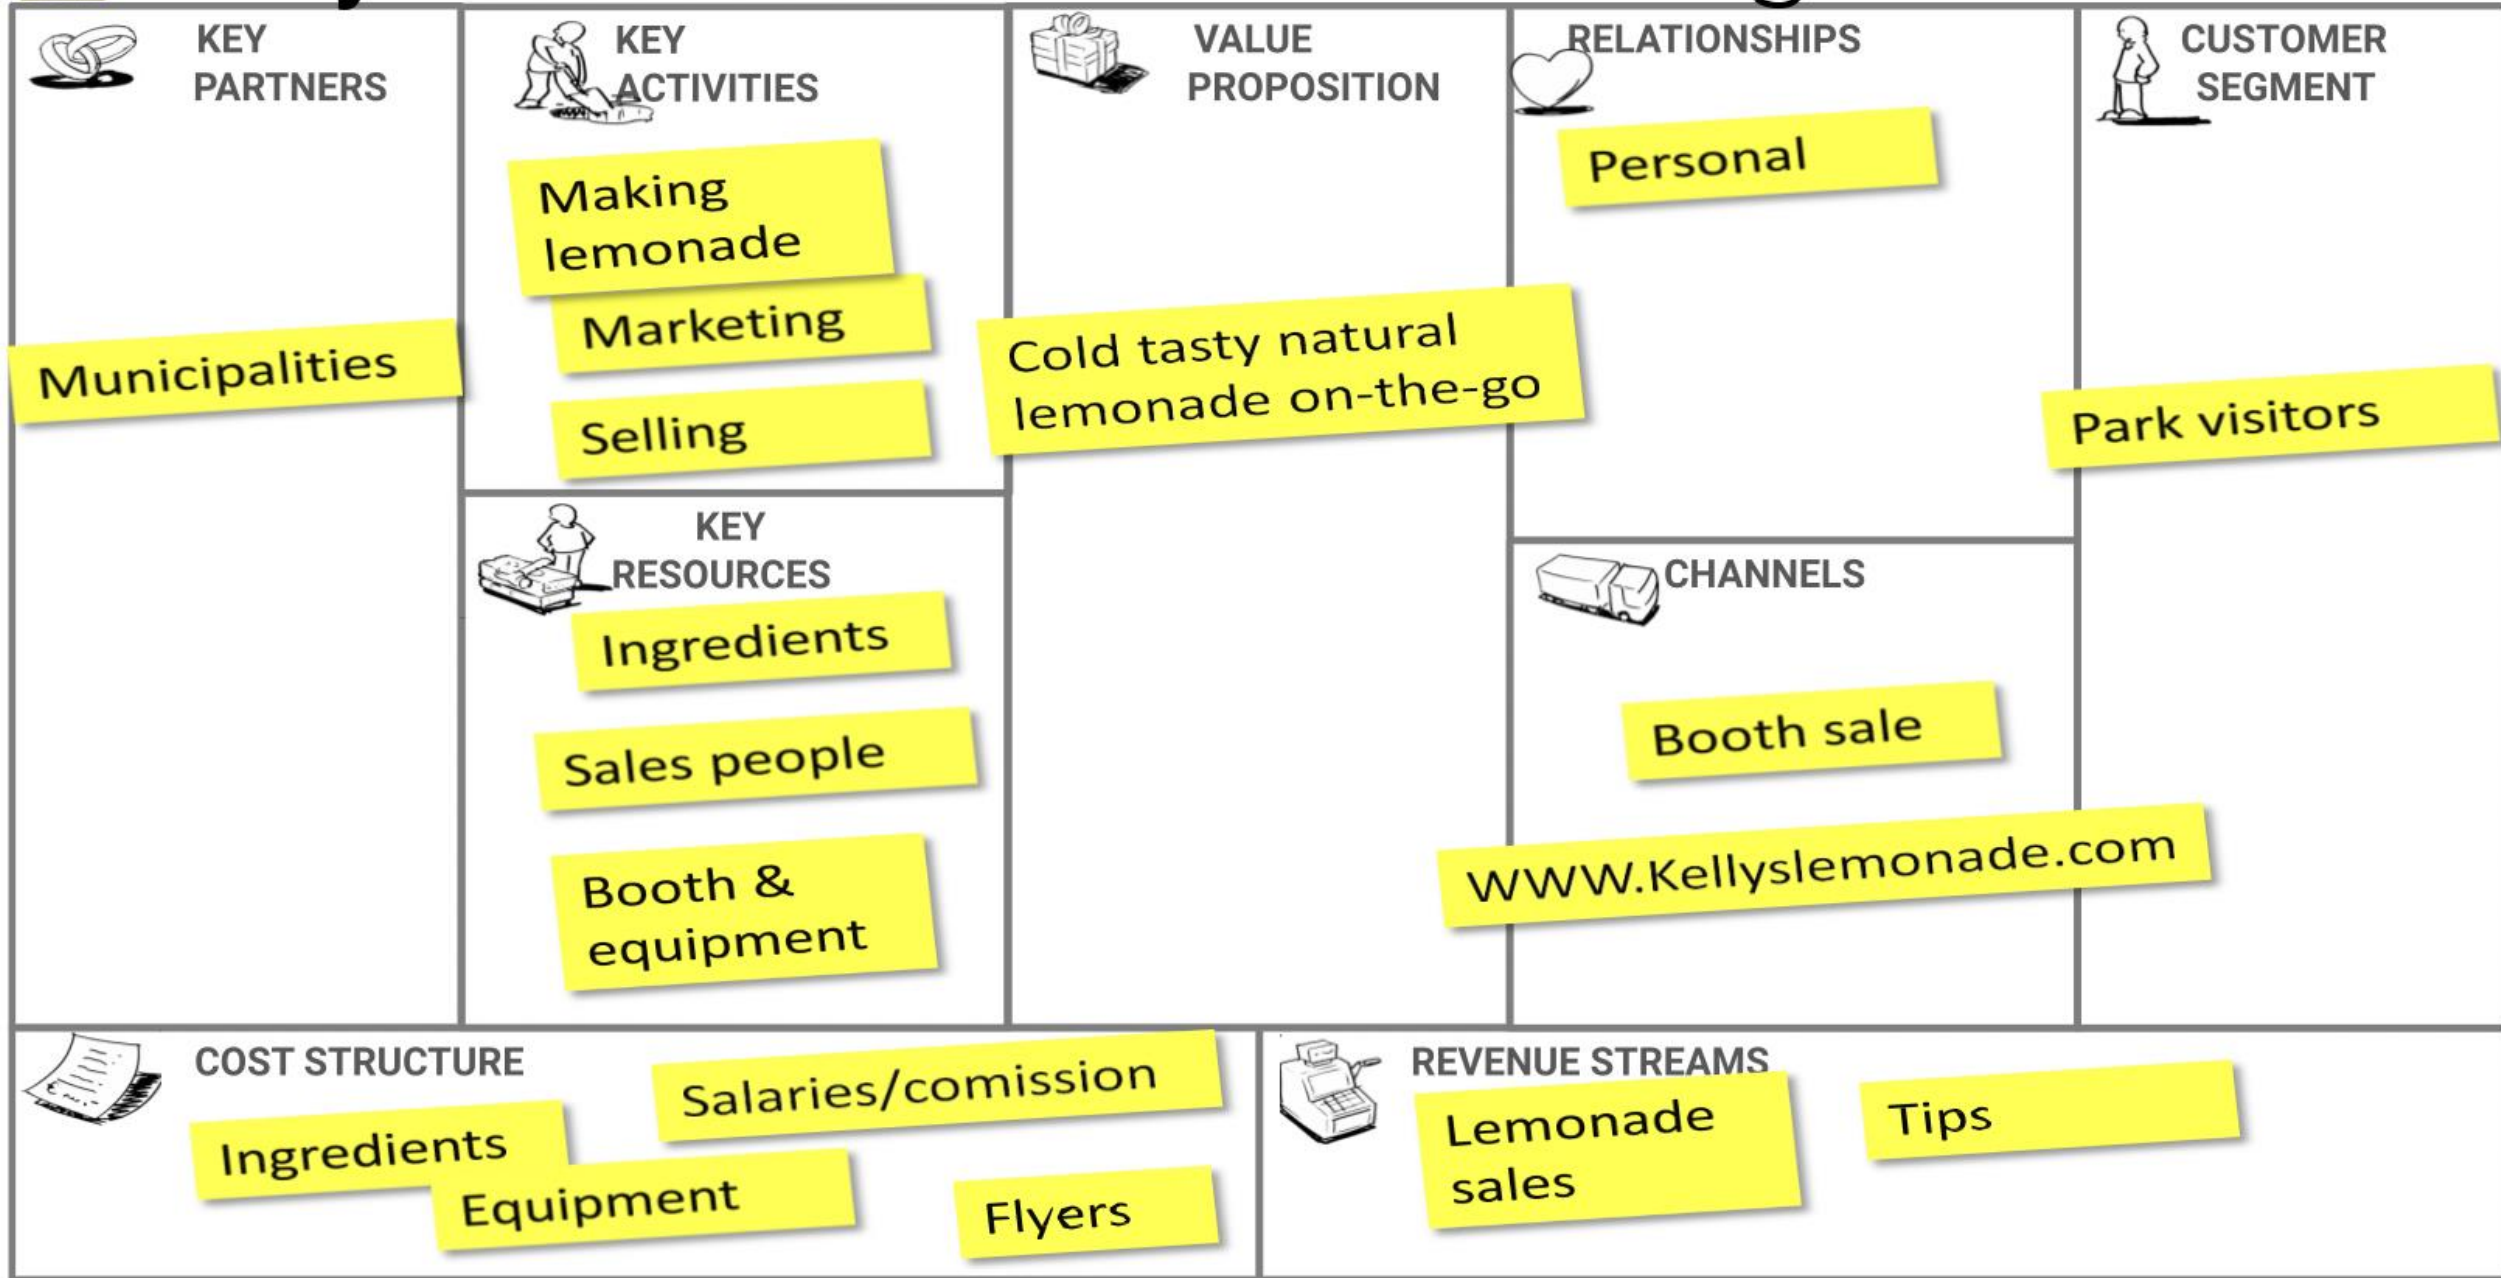 KEY
PARTNERS
Municipalities
KEY
ACTIVITIES
Making
lemonade
Marketing
Selling
KEY
RESOURCES
Ingredients
Sales people
Booth &
equipment
VALUE
PROPOSITION
Cold tasty natural
lemonade on-the-go
RELATIONSHIPS
Personal
CHANNELS
Booth sale
WWW.Kellyslemonade.com
CUSTOMER
SEGMENT
Park visitors
COST STRUCTURE
Salaries/comission
Ingredients
Equipment
Flyers
REVENUE STREAMS
Lemonade
sales
Tips